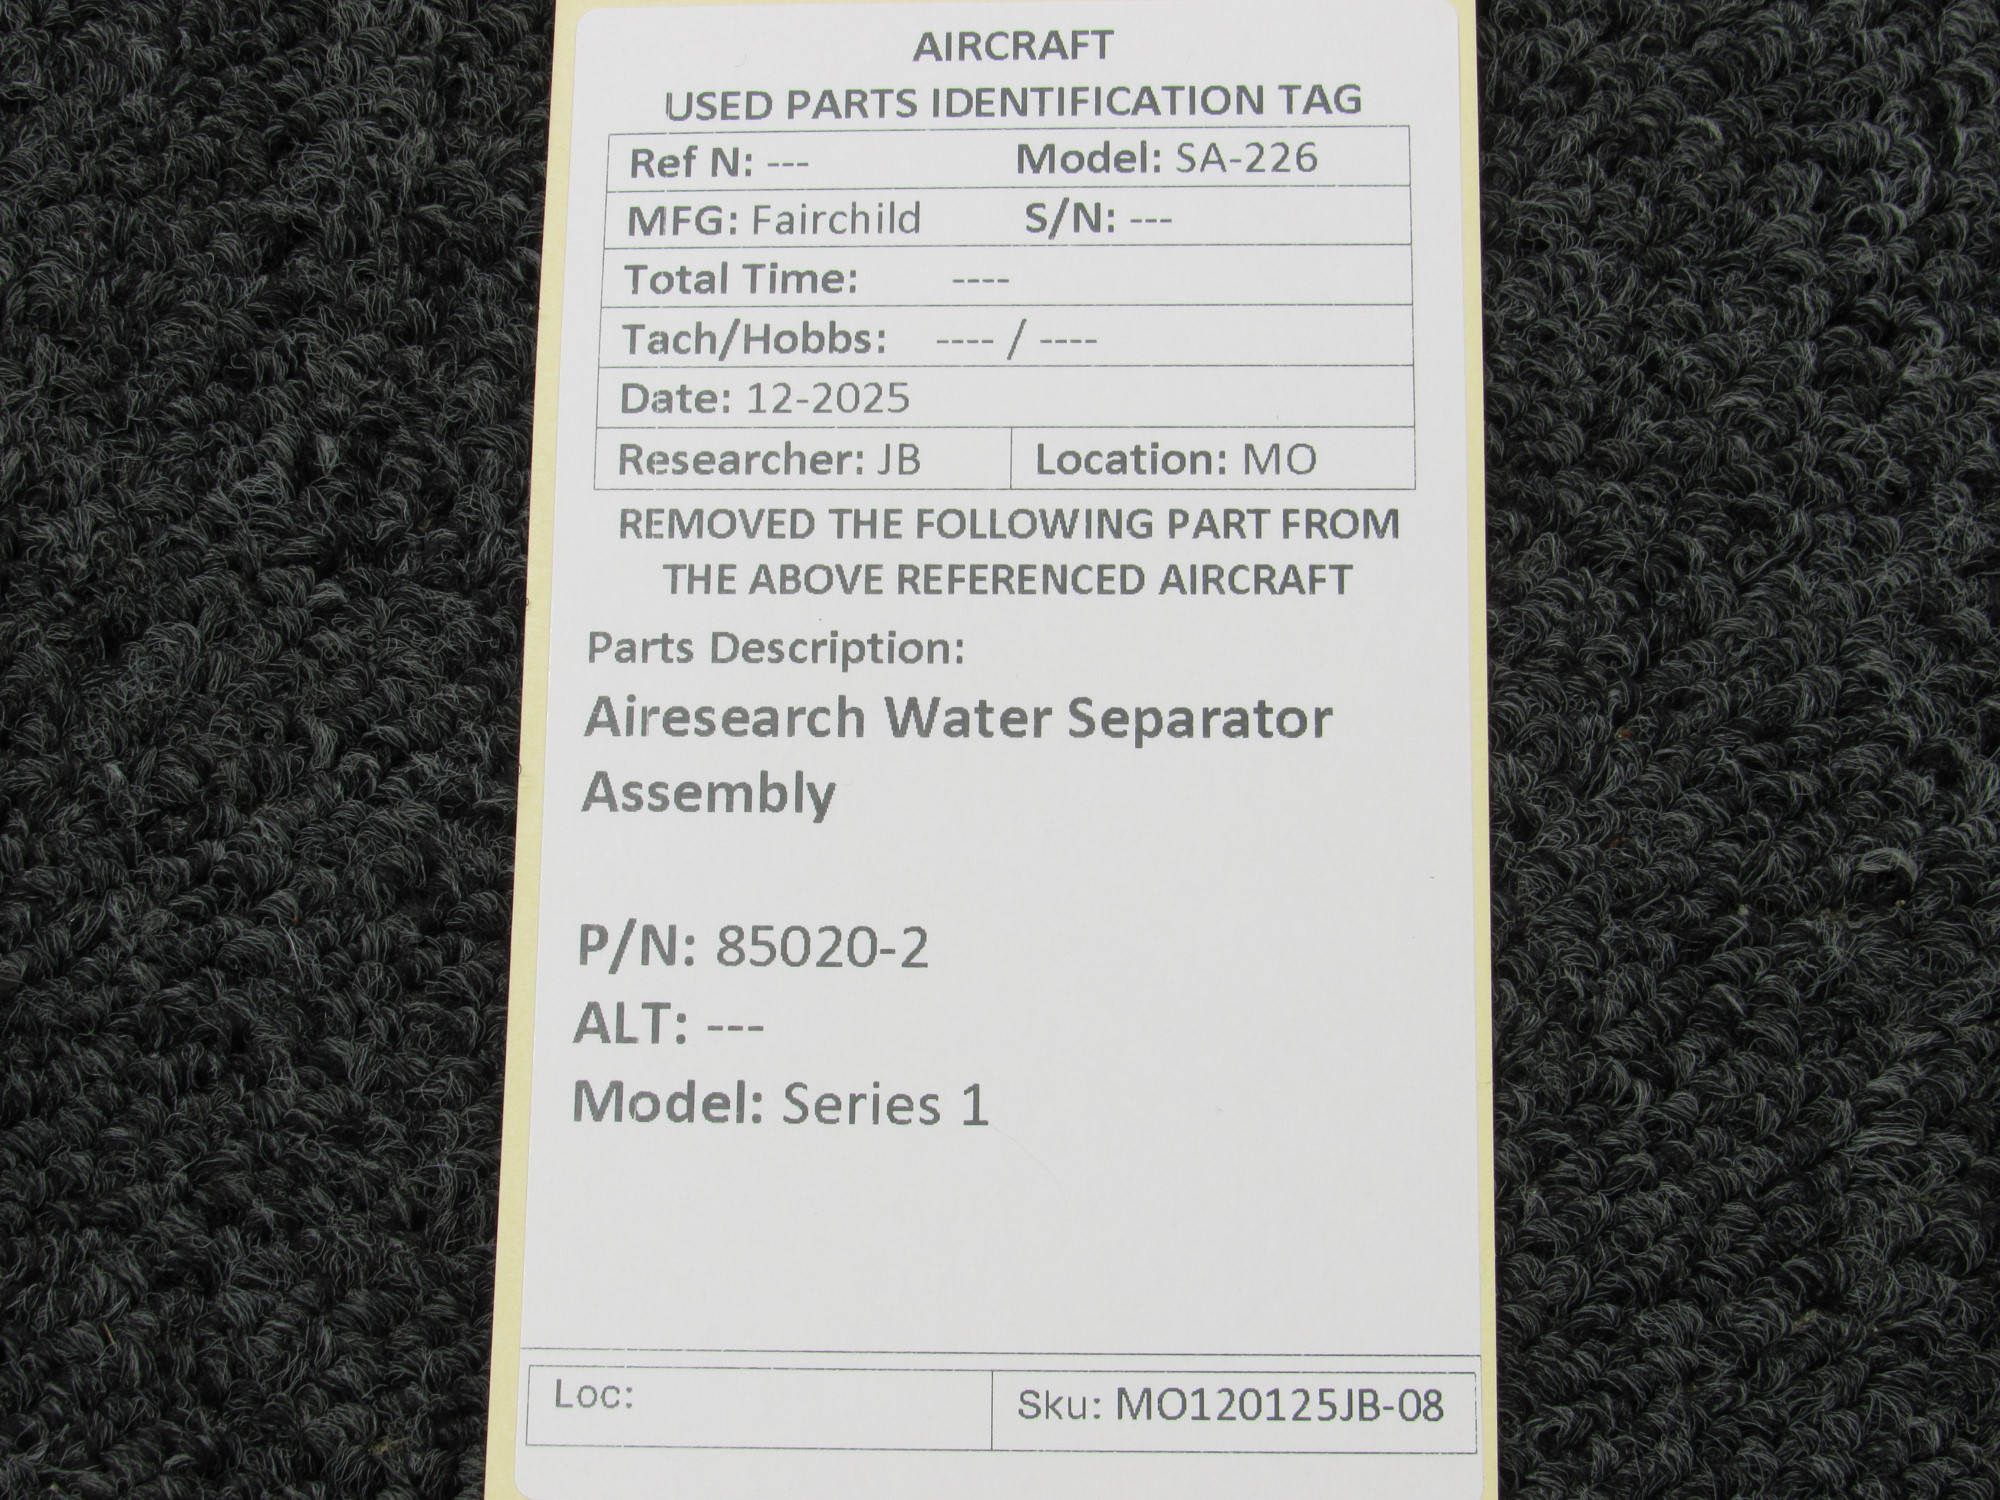 AIRCRAFT
USED PARTS IDENTIFICATION TAG
Ref N: --- Model: SA-226
MFG: Fairchild S/N: ---
Total Time: ----
Tach/Hobbs: ---- / ----
Date: 12-2025
Researcher: JB Location: MO
REMOVED THE FOLLOWING PART FROM
THE ABOVE REFERENCED AIRCRAFT
Parts Description:
Airesearch Water Separator
Assembly
P/N: 85020-2
ALT: ---
Model: Series 1
Loc: Sku: MO120125JB-08